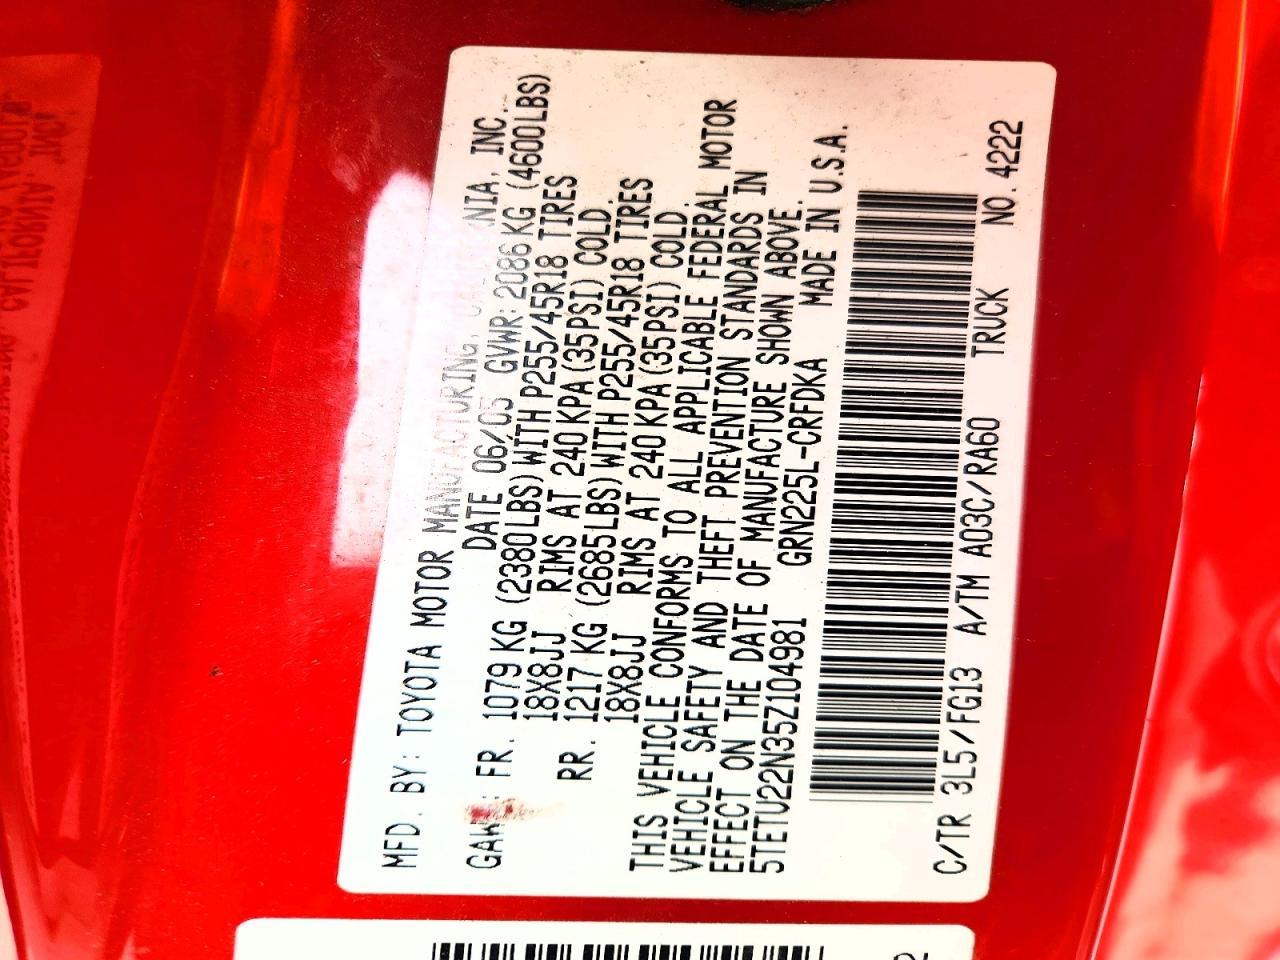 MFD. BY: TOYOTA MOTOR MANUFACTURING, CALIFORNIA, INC.
DATE 06/05 GVWR: 2086 KG (4600LBS)
GAWR: FR. 1079 KG (2380LBS) WITH P255/45R18 TIRES
18X8JJ RIMS AT 240 KPA (35PSI) COLD.
RR. 1217 KG (2685LBS) WITH P255/45R18 TIRES
18X8JJ RIMS AT 240 KPA (35PSI) COLD
THIS VEHICLE CONFORMS TO ALL APPLICABLE FEDERAL MOTOR
VEHICLE SAFETY AND THEFT PREVENTION STANDARDS IN
EFFECT ON THE DATE OF MANUFACTURE SHOWN ABOVE.
5TETU22N35Z104981 GRN225L-CRFDKA MADE IN U.S.A.
C/TR 3L5/FG13 A/TM A03C/RA60 TRUCK NO. 4222